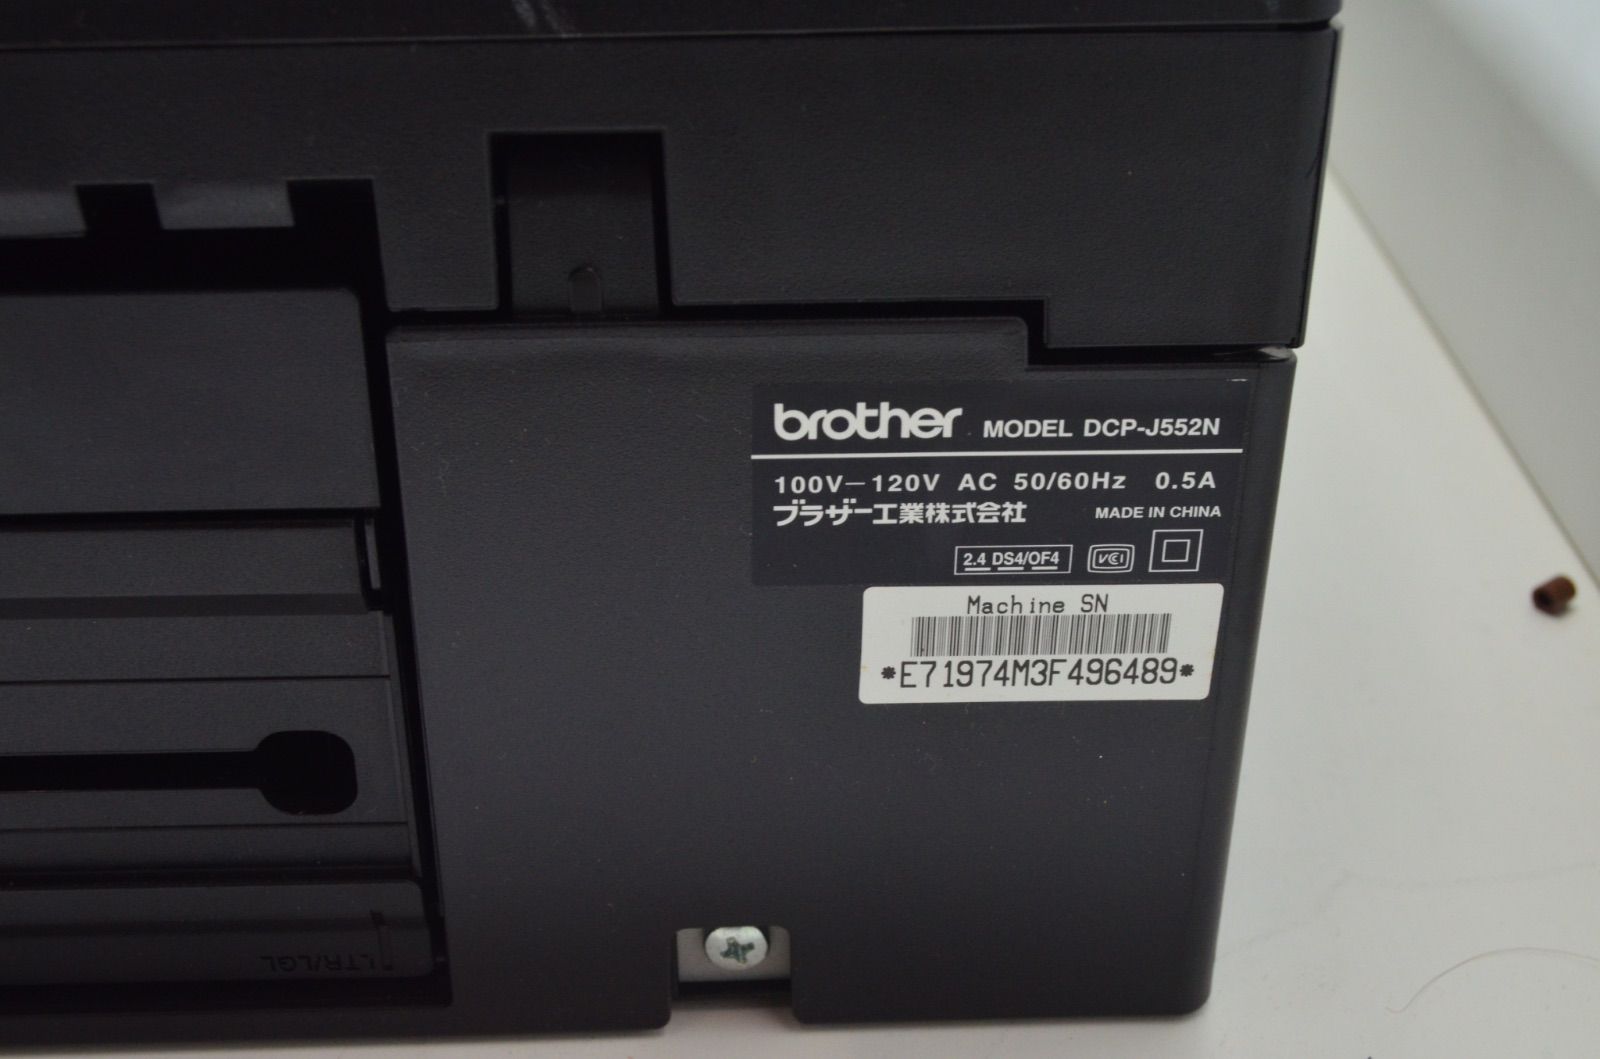 brother MODEL DCP-J552N
100V－120V AC 50/60Hz 0.5A
ブラザー工業株式会社 MADE IN CHINA
2.4 DS4/OF4 VCI
Machine SN
*E71974M3F496489*
LTR/LGL